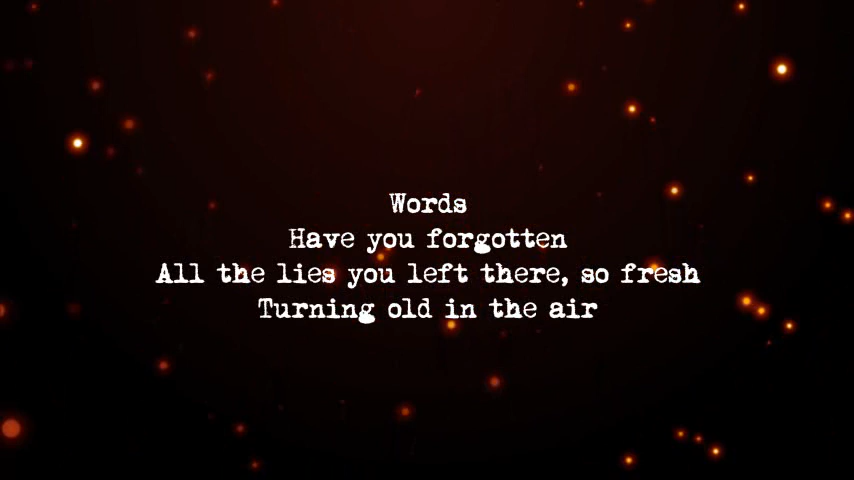 Words
Have you forgotten
All the lies you left there, so fresh
Turning old in the air